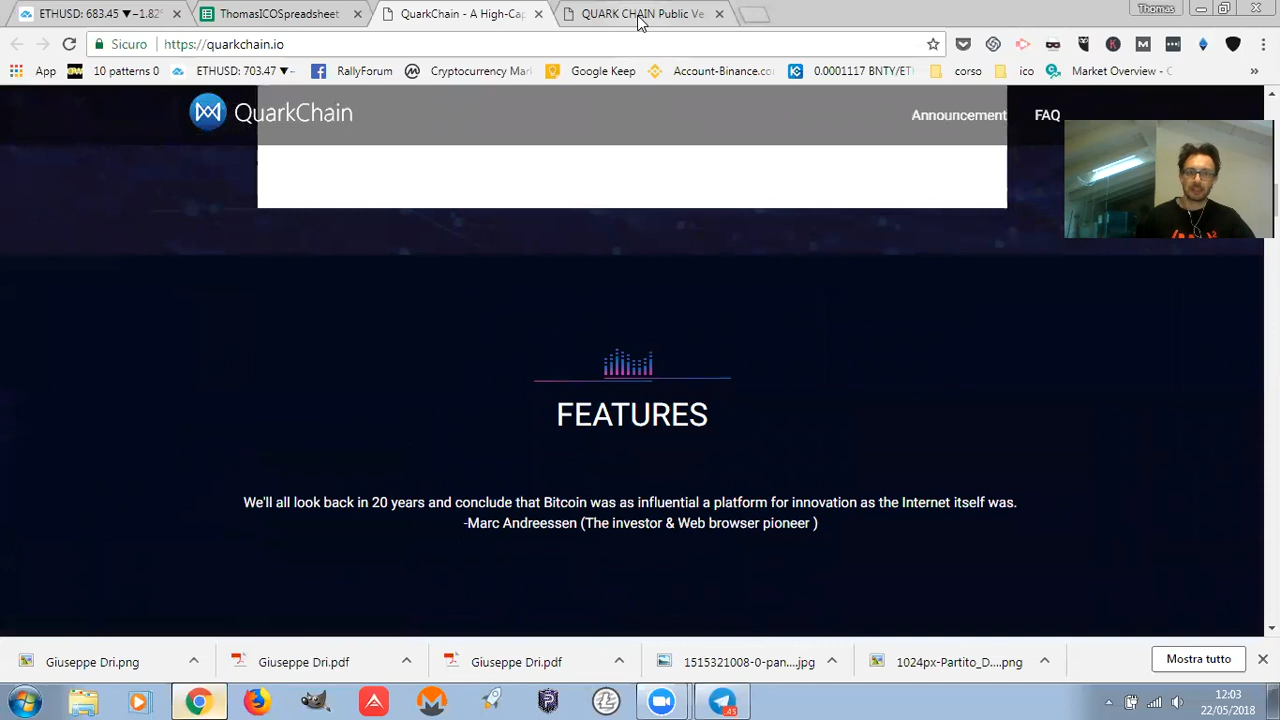 ETHUSD: 683.45 ▼−1.82
ThomasICOSpreadsheet
QuarkChain - A High-Cap
QUARK CHAIN Public Ve
Thomas
Sicuro
https://quarkchain.io
App
10 patterns 0
ETHUSD: 703.47 ▼
RallyForum
Cryptocurrency Mar
Google Keep
Account-Binance.co
0.0001117 BNTY/ET
corso
ico
Market Overview - C
»
QuarkChain
Announcement
FAQ
FEATURES
We'll all look back in 20 years and conclude that Bitcoin was as influential a platform for innovation as the Internet itself was.
-Marc Andreessen (The investor & Web browser pioneer )
Giuseppe Dri.png
Giuseppe Dri.pdf
Giuseppe Dri.pdf
1515321008-0-pan....jpg
1024px-Partito_D....png
Mostra tutto
45
12:03
22/05/2018